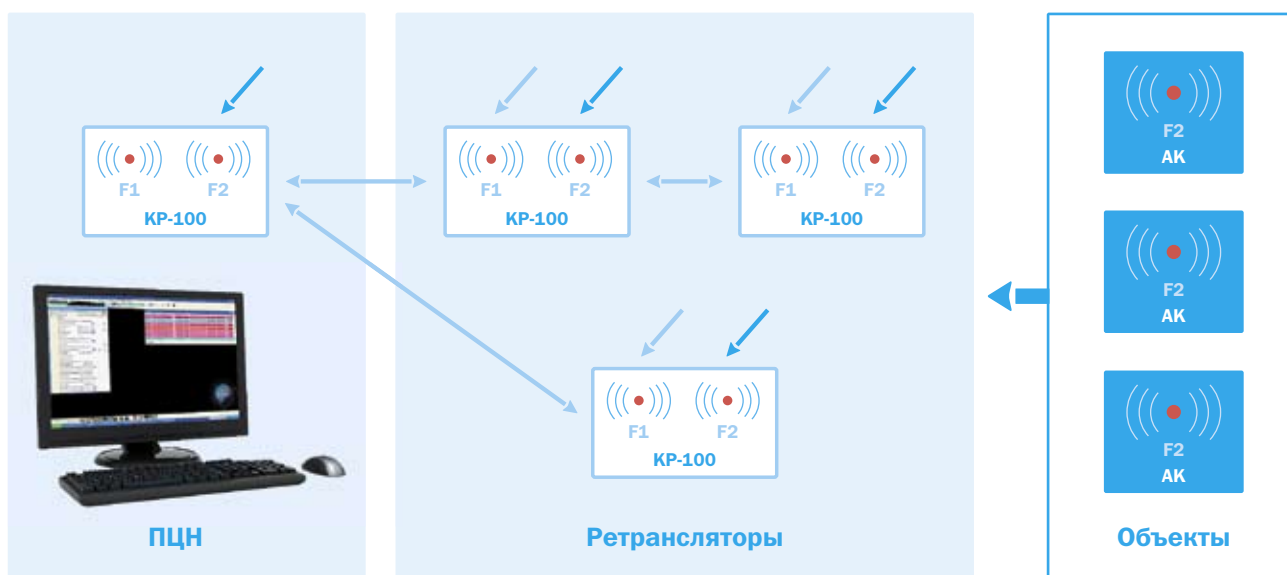 F1 F2
КР-100
F1 F2
КР-100
F1 F2
КР-100
F1 F2
КР-100
F2
АК
F2
АК
F2
АК
ПЦН
Ретрансляторы
Объекты